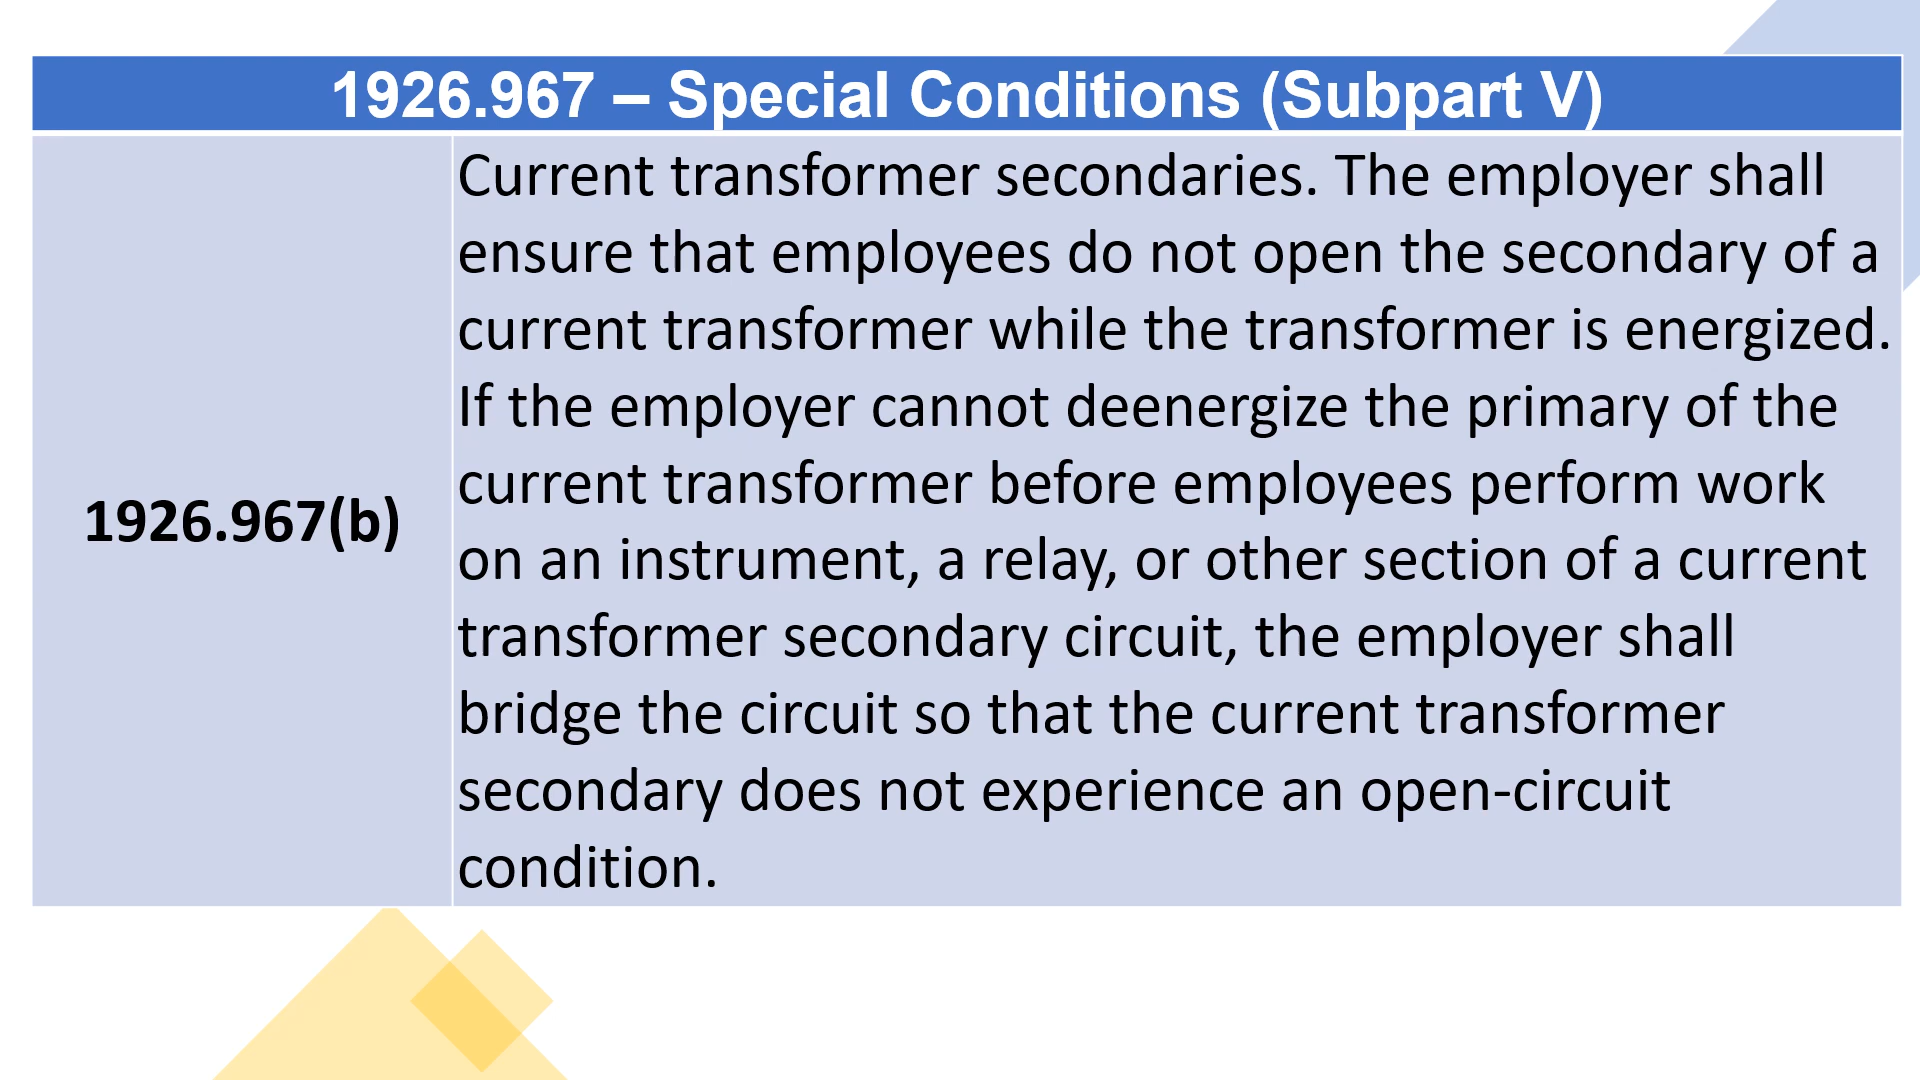 1926.967 – Special Conditions (Subpart V)
1926.967(b)
Current transformer secondaries. The employer shall
ensure that employees do not open the secondary of a
current transformer while the transformer is energized.
If the employer cannot deenergize the primary of the
current transformer before employees perform work
on an instrument, a relay, or other section of a current
transformer secondary circuit, the employer shall
bridge the circuit so that the current transformer
secondary does not experience an open-circuit
condition.